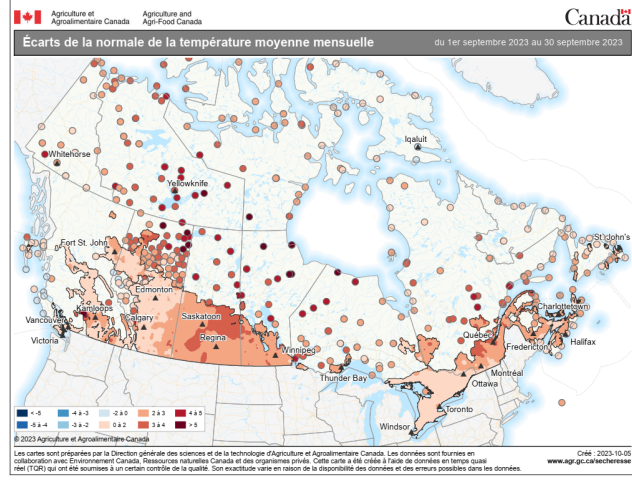 Agriculture et
Agroalimentaire Canada
Agriculture and
Agri-Food Canada
Canada
Écarts de la normale de la température moyenne mensuelle
du 1er septembre 2023 au 30 septembre 2023
Iqaluit
Whitehorse
Yellowknife
St. John's
Fort St. John
Edmonton
Charlottetown
Kamloops
Vancouver
Calgary
Saskatoon
Québec
Halifax
Victoria
Regina
Fredericton
Winnipeg
Montréal
Thunder Bay
Ottawa
Toronto
Windsor
< -5
-4 à -3
-2 à 0
2 à 3
4 à 5
-5 à -4
-3 à -2
0 à 2
3 à 4
> 5
© 2023 Agriculture et Agroalimentaire Canada
Les cartes sont préparées par la Direction générale des sciences et de la technologie d'Agriculture et Agroalimentaire Canada. Les données sont fournies en
collaboration avec Environnement Canada, Ressources naturelles Canada et des organismes privés. Cette carte a été créée à l'aide de données en temps quasi
réel (TQR) qui ont été soumises à un certain contrôle de la qualité. Son exactitude varie en raison de la disponibilité des données et des erreurs possibles dans les données.
Créé : 2023-10-05
www.agr.gc.ca/secheresse